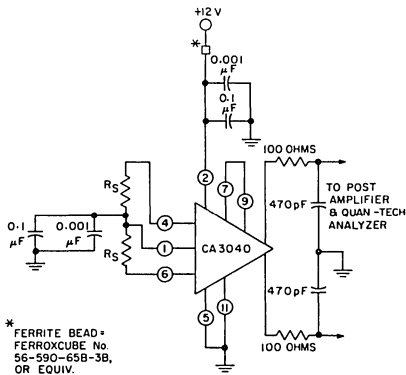 +12 V
*
0.001
μF
0.1
μF
100 OHMS
2
7
9
RS
4
470pF
TO POST
AMPLIFIER
& QUAN-TECH
ANALYZER
0.1
μF
0.001
μF
1
CA3040
RS
6
470pF
5
11
100 OHMS
*
FERRITE BEAD=
FERROXCUBE No.
56-590-65B-3B,
OR EQUIV.